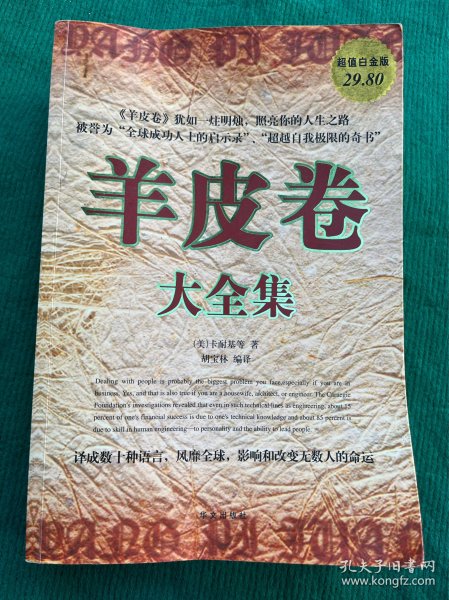 超值白金版
29.80
《羊皮卷》犹如一炷明烛，照亮你的人生之路
被誉为“全球成功人士的启示录”、“超越自我极限的奇书”
羊皮卷
大全集
〔美〕卡耐基等 著
胡宝林 编译
Dealing with people is probably the biggest problem you face,especially if you are in
business. Yes, and that is also true if you are a housewife, architect, or engineer. The Carnegie
Foundation's investigations revealed that even in such technical lines as engineering, about 15
percent of one's financial success is due to one's technical knowledge and about 85 percent is
due to skill in human engineering—to personality and the ability to lead people.
译成数十种语言，风靡全球，影响和改变无数人的命运
华文出版社
孔夫子旧书网
www.kongfz.com